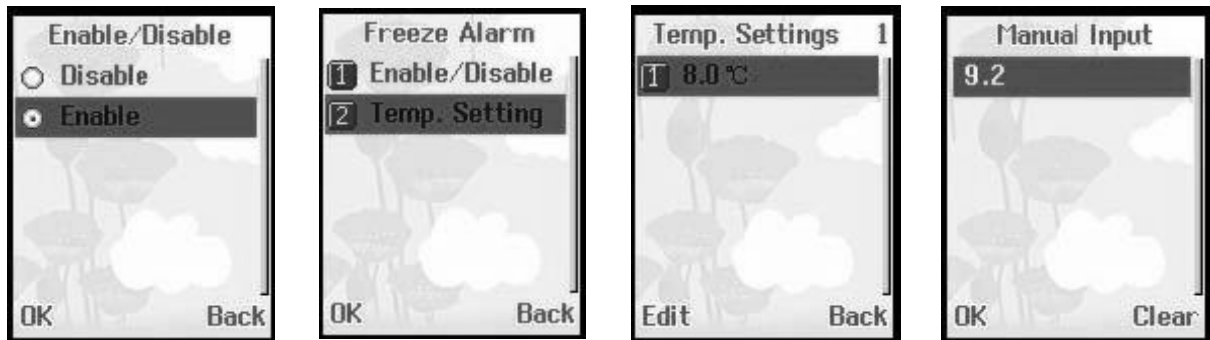 Enable/Disable
Disable
Enable
OK Back
Freeze Alarm
1 Enable/Disable
2 Temp. Setting
OK Back
Temp. Settings 1
1 8.0℃
Edit Back
Manual Input
9.2
OK Clear